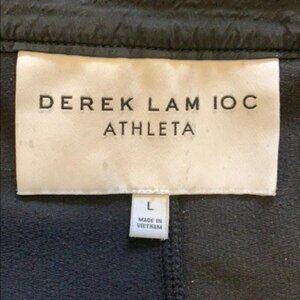 DEREK LAM 10C
ATHLETA
L
MADE IN
VIETNAM